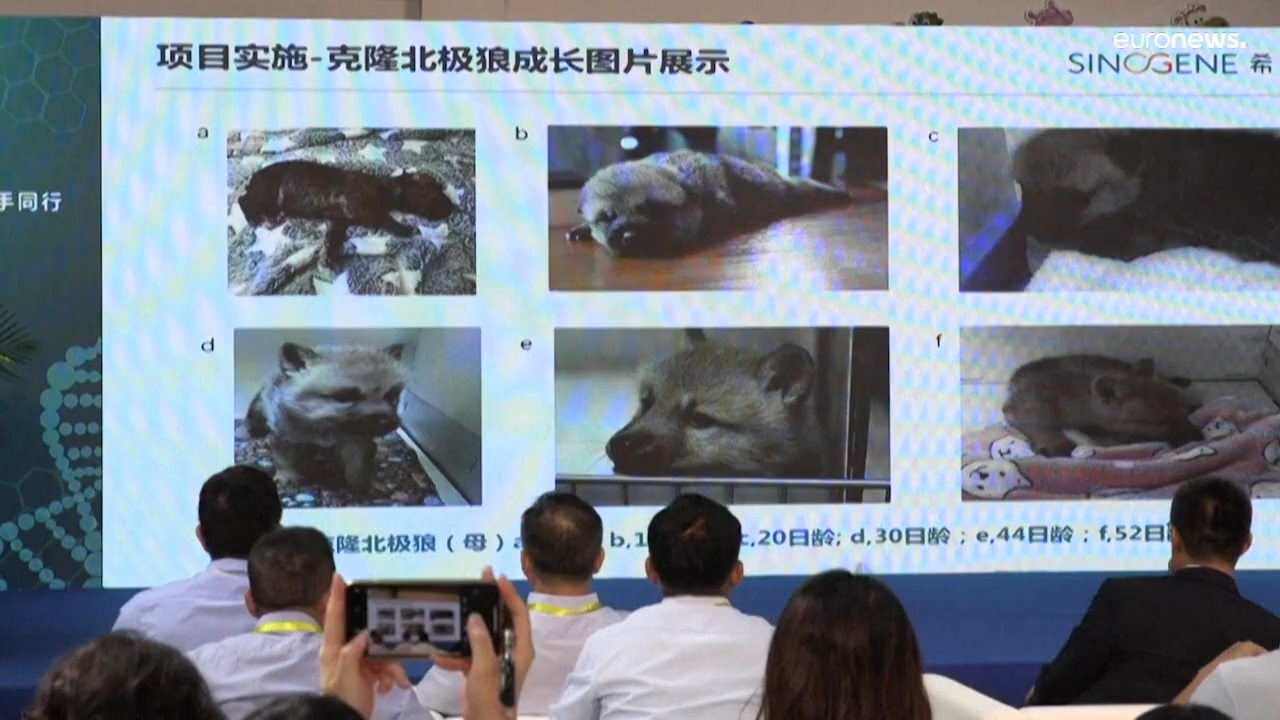 项目实施-克隆北极狼成长图片展示
euronews.
SINOGENE 希
a
b
c
手同行
d
e
f
隆北极狼（母）a
b,1
c,20日龄; d,30日龄；e,44日龄；f,52日龄